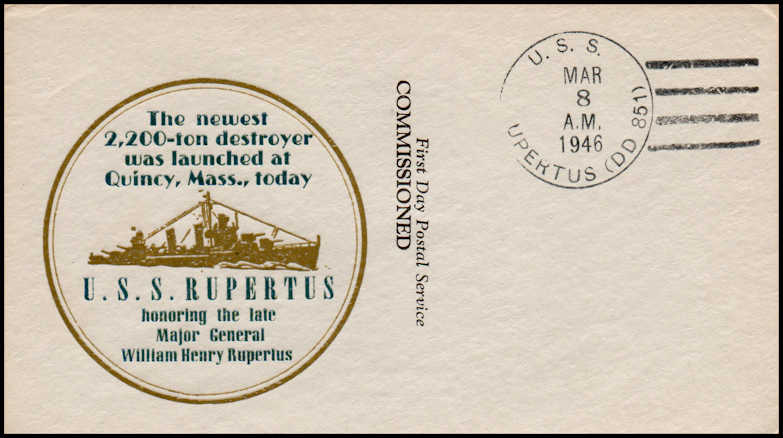 The newest
2,200-ton destroyer
was launched at
Quincy, Mass., today
U. S. S. RUPERTUS
honoring the late
Major General
William Henry Rupertus
First Day Postal Service
COMMISSIONED
U. S. S.
MAR
8
A.M.
1946
UPERTUS (DD 851)